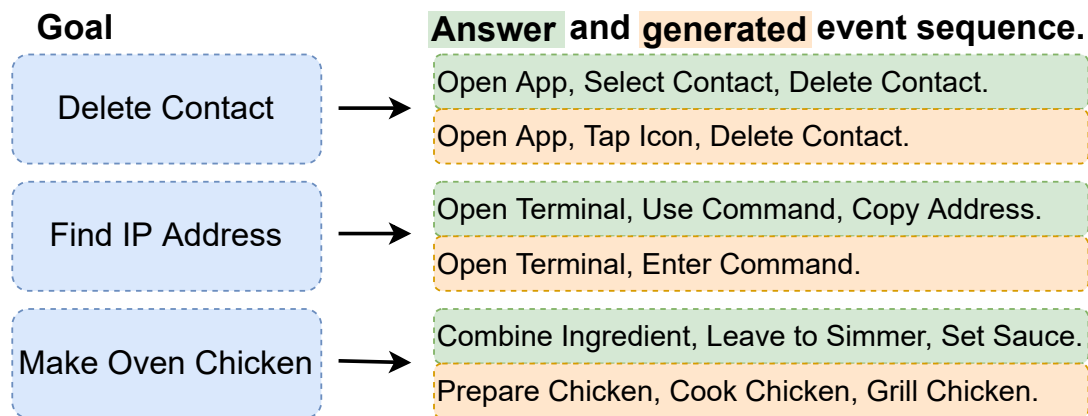 Goal
Answer and generated event sequence.
Delete Contact
Open App, Select Contact, Delete Contact.
Open App, Tap Icon, Delete Contact.
Find IP Address
Open Terminal, Use Command, Copy Address.
Open Terminal, Enter Command.
Make Oven Chicken
Combine Ingredient, Leave to Simmer, Set Sauce.
Prepare Chicken, Cook Chicken, Grill Chicken.